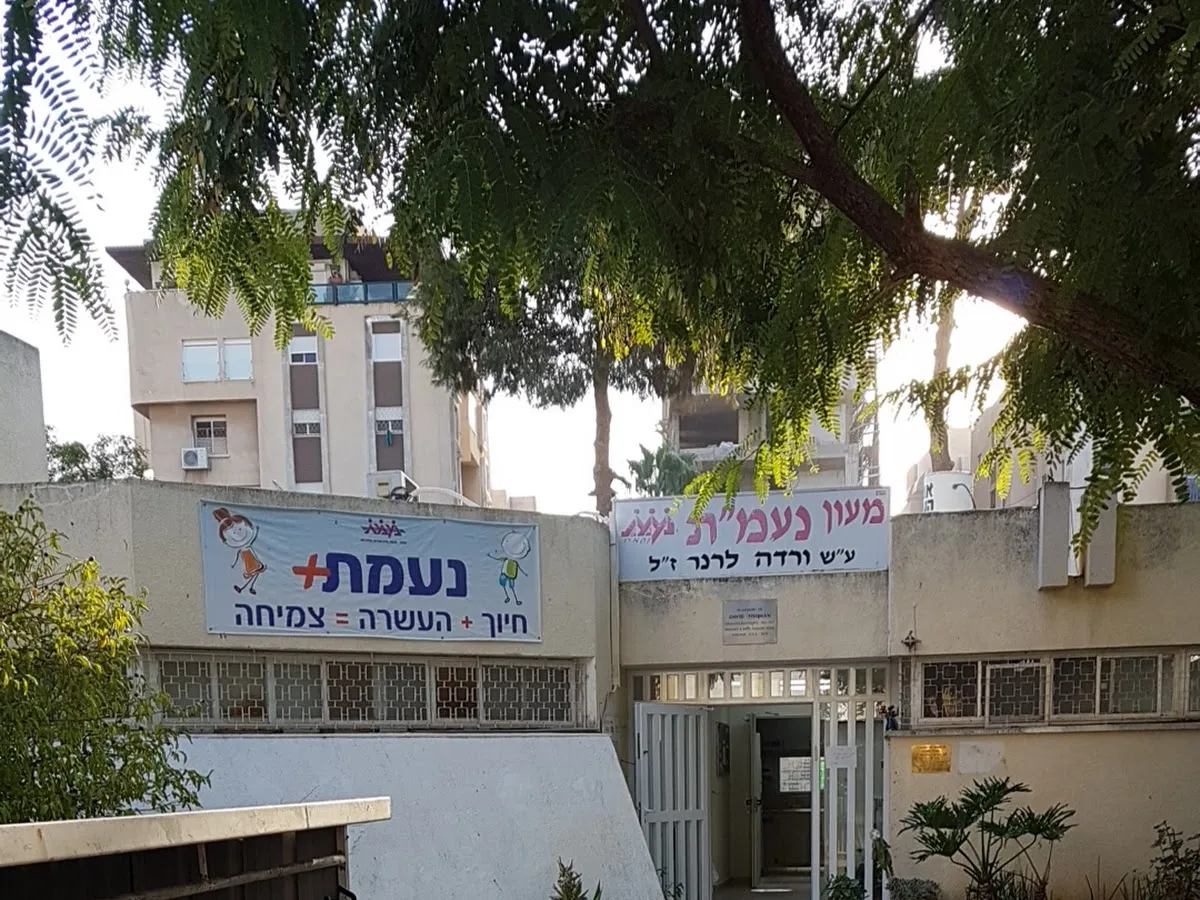 נעמת+
חיוך + העשרה = צמיחה
מעון נעמ"ת
ע"ש ורדה לרנר ז"ל